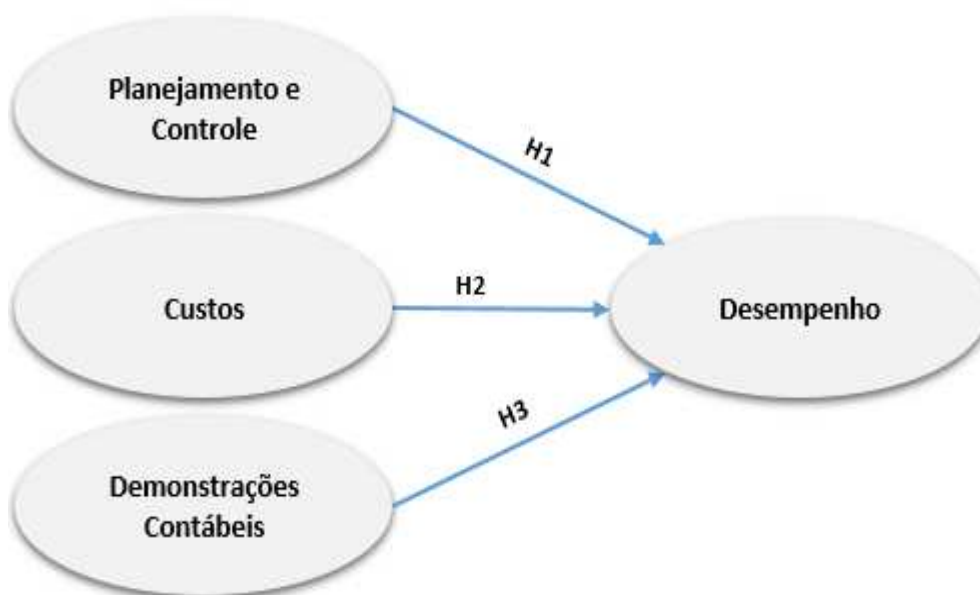 Planejamento e
Controle
H1
Custos
H2
Desempenho
H3
Demonstrações
Contábeis